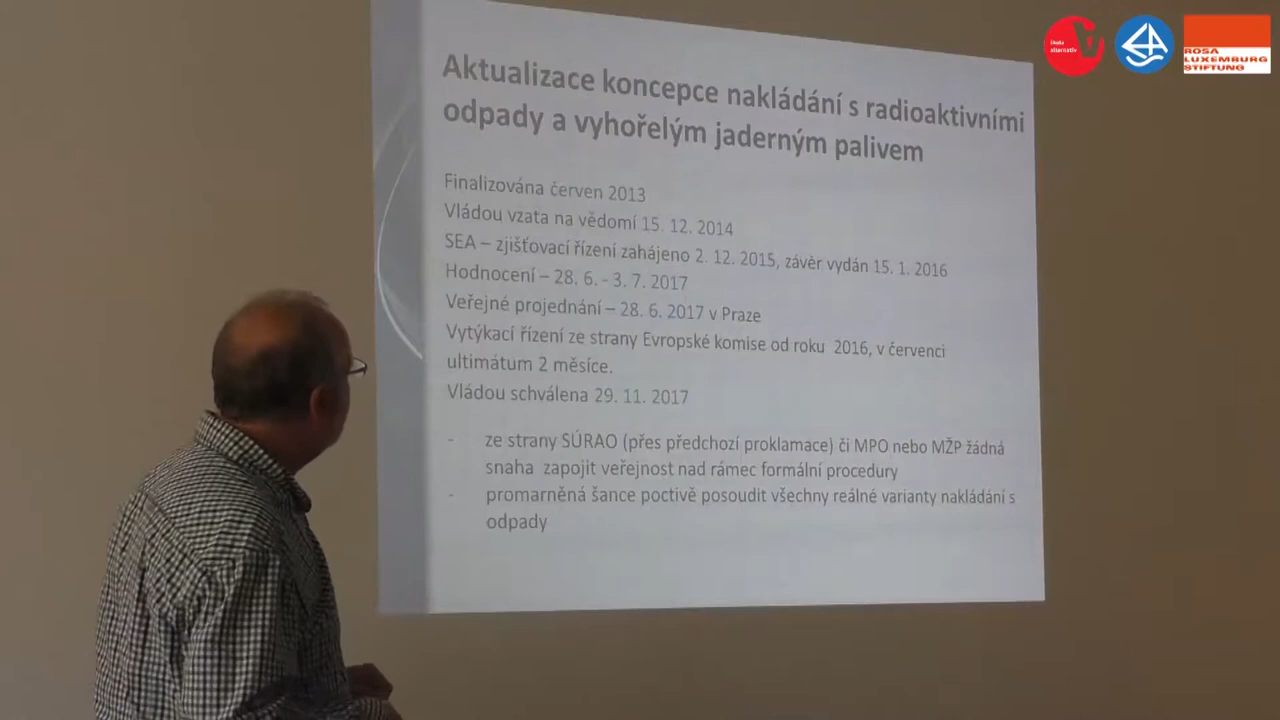 Aktualizace koncepce nakládání s radioaktivními
odpady a vyhořelým jaderným palivem
Finalizována červen 2013
Vládou vzata na vědomí 15. 12. 2014
SEA – zjišťovací řízení zahájeno 2. 12. 2015, závěr vydán 15. 1. 2016
Hodnocení – 28. 6. - 3. 7. 2017
Veřejné projednání – 28. 6. 2017 v Praze
Vytýkací řízení ze strany Evropské komise od roku 2016, v červenci
ultimátum 2 měsíce.
Vládou schválena 29. 11. 2017
- ze strany SÚRAO (přes předchozí proklamace) či MPO nebo MŽP žádná
snaha zapojit veřejnost nad rámec formální procedury
- promarněná šance poctivě posoudit všechny reálné varianty nakládání s
odpady
škola
alternativ
ROSA
LUXEMBURG
STIFTUNG